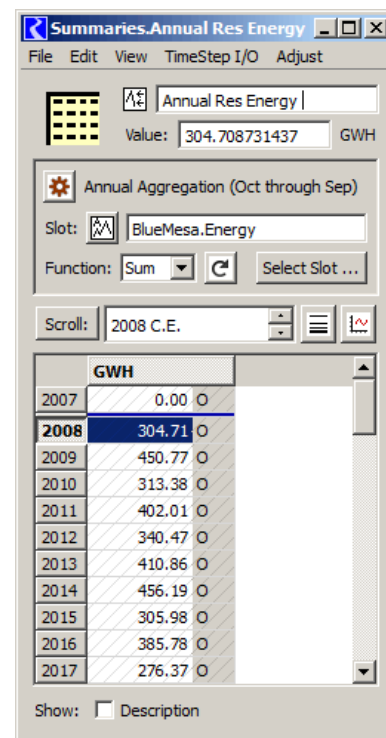 Summaries.Annual Res Energy
File Edit View TimeStep I/O Adjust
Annual Res Energy
Value: 304.708731437 GWH
Annual Aggregation (Oct through Sep)
Slot: BlueMesa.Energy
Function: Sum Select Slot ...
Scroll: 2008 C.E.
GWH
2007 0.00 O
2008 304.71 O
2009 450.77 O
2010 313.38 O
2011 402.01 O
2012 340.47 O
2013 410.86 O
2014 456.19 O
2015 305.98 O
2016 385.78 O
2017 276.37 O
Show: Description